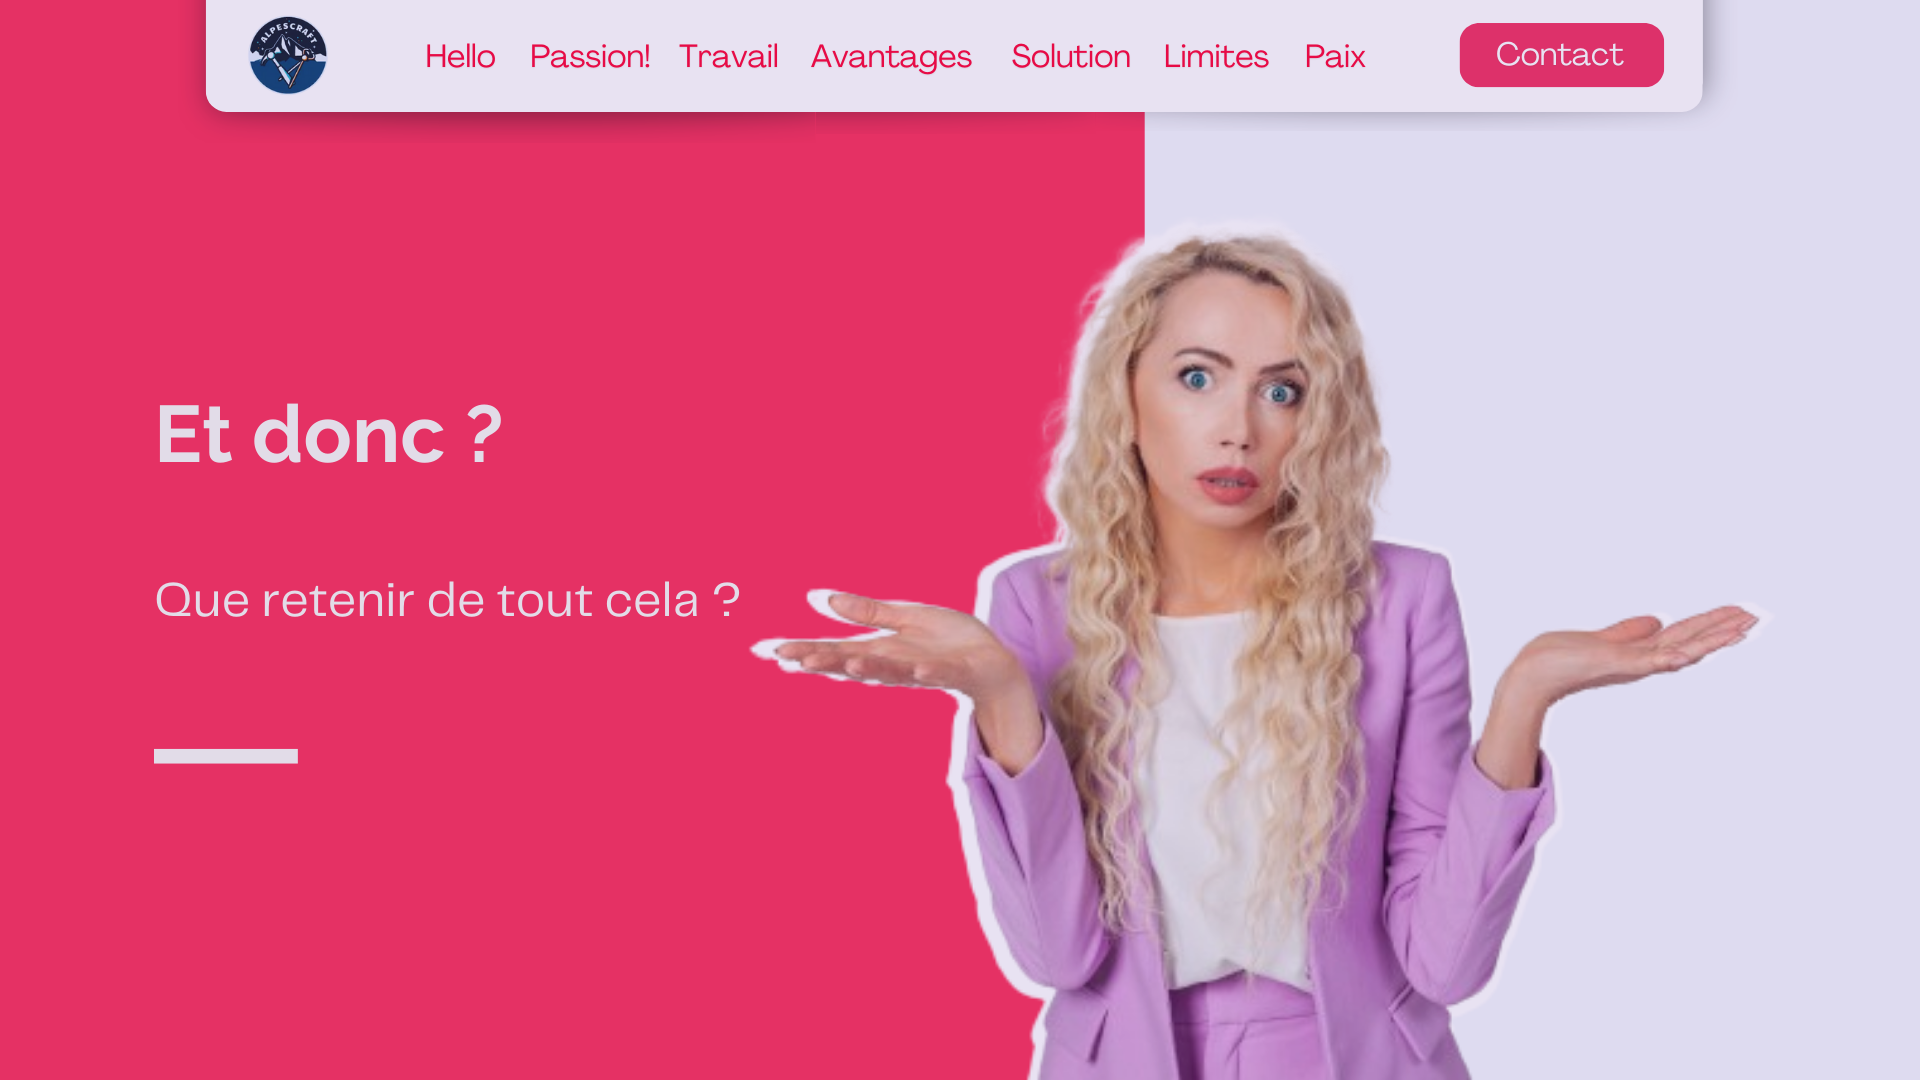 ALPESCRAFT
Hello Passion! Travail Avantages Solution Limites Paix Contact
Et donc ?
Que retenir de tout cela ?